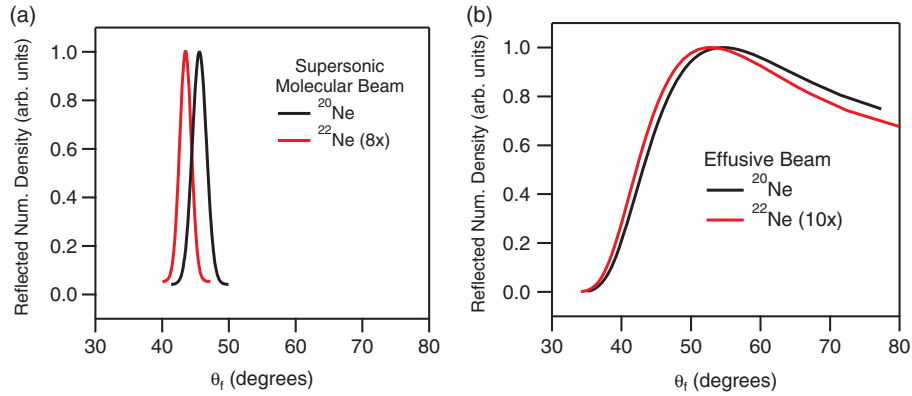 (a)
Reflected Num. Density (arb. units)
1.0
0.8
0.6
0.4
0.2
0.0
Supersonic
Molecular Beam
²⁰Ne
²²Ne (8x)
30 40 50 60 70 80
θf (degrees)
(b)
Reflected Num. Density (arb. units)
1.0
0.8
0.6
0.4
0.2
0.0
Effusive Beam
²⁰Ne
²²Ne (10x)
30 40 50 60 70 80
θf (degrees)